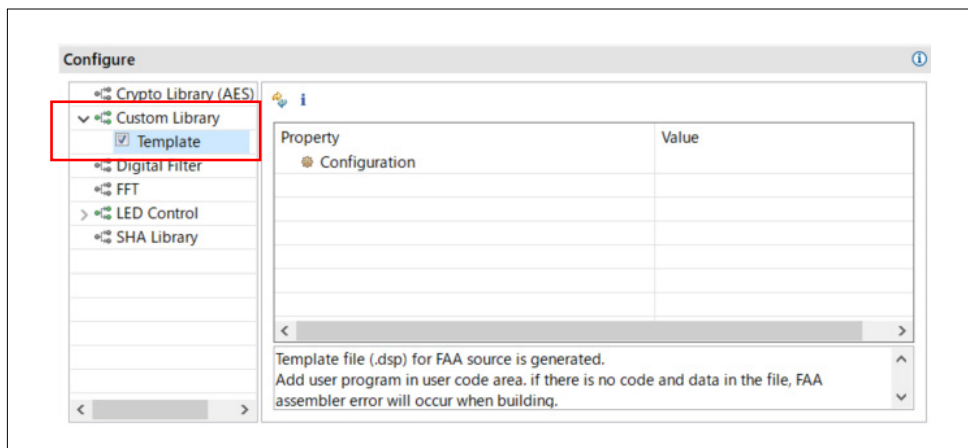 Configure
Crypto Library (AES)
Custom Library
Template
Digital Filter
FFT
LED Control
SHA Library
Property Value
Configuration
Template file (.dsp) for FAA source is generated.
Add user program in user code area. if there is no code and data in the file, FAA
assembler error will occur when building.